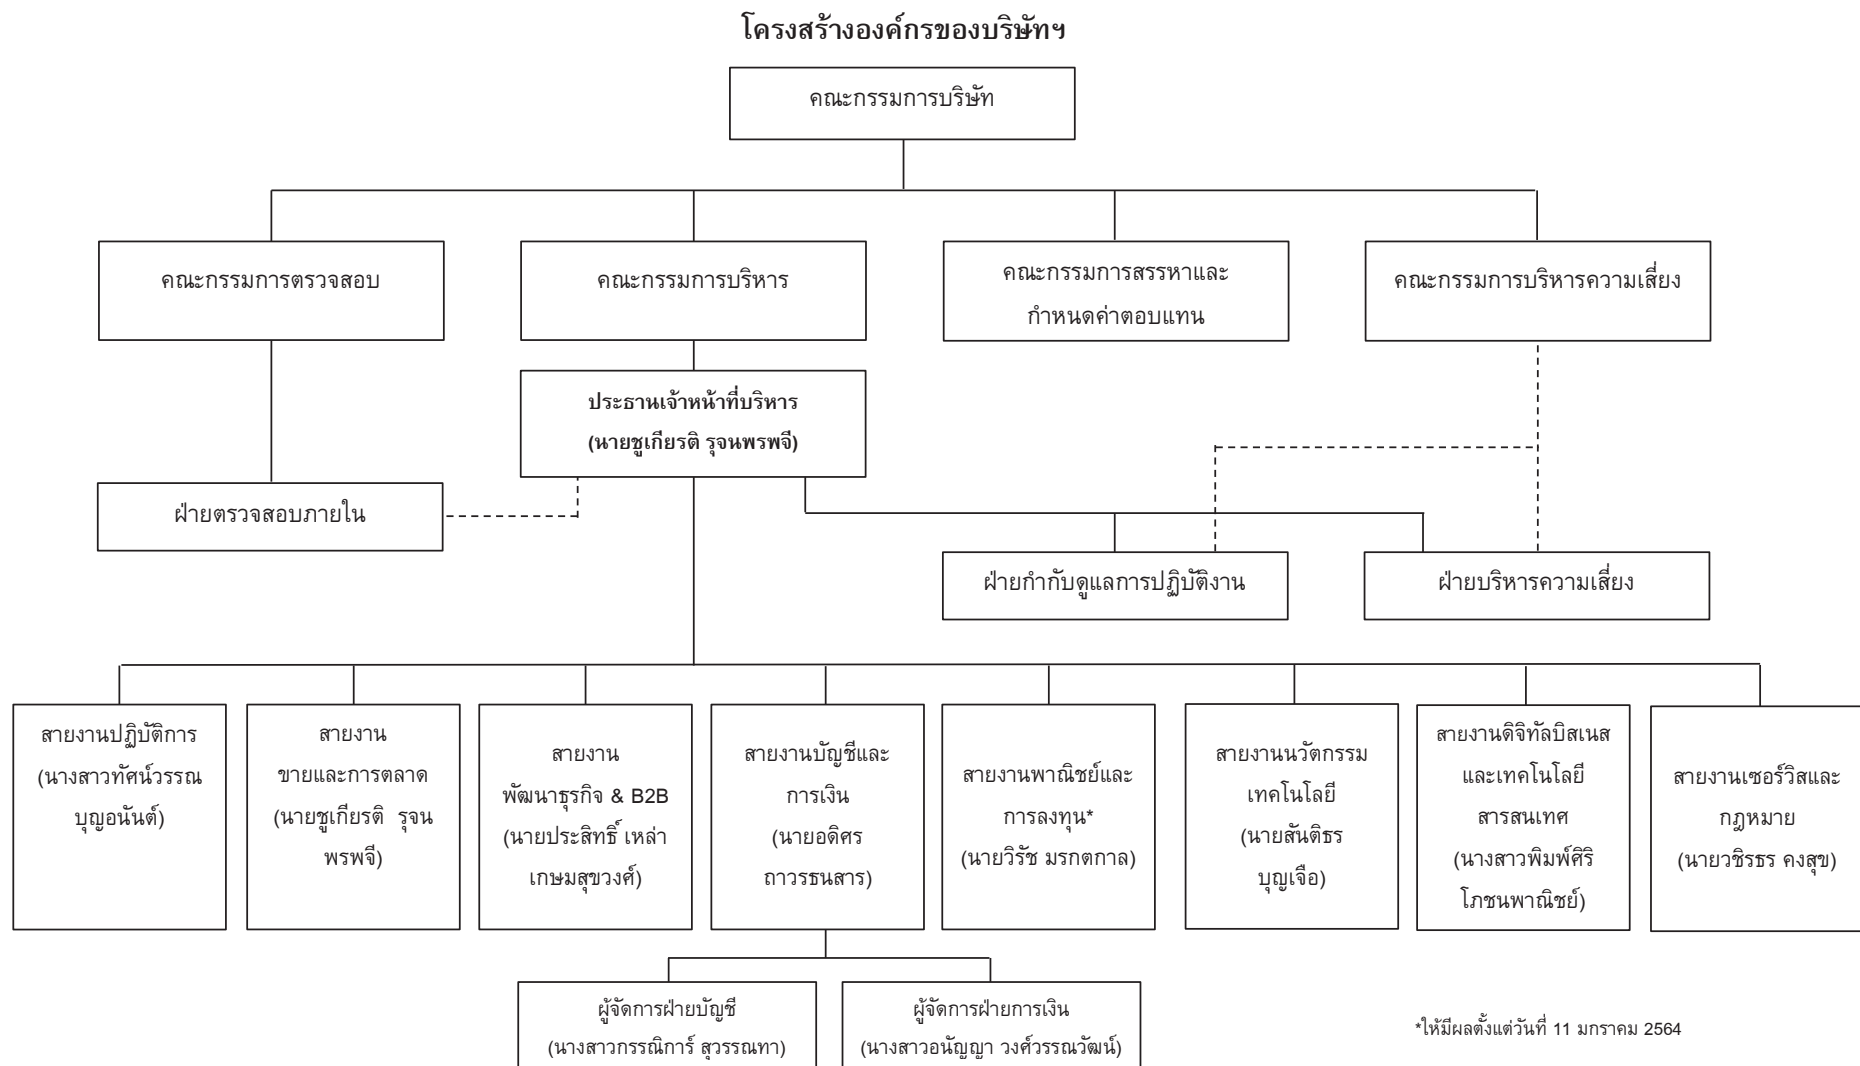 โครงสร้างองค์กรของบริษัทฯ
คณะกรรมการบริษัท
คณะกรรมการตรวจสอบ
คณะกรรมการบริหาร
คณะกรรมการสรรหาและ
กำหนดค่าตอบแทน
คณะกรรมการบริหารความเสี่ยง
ประธานเจ้าหน้าที่บริหาร
(นายชูเกียรติ รุจนพรพจี)
ฝ่ายตรวจสอบภายใน
ฝ่ายกำกับดูแลการปฏิบัติงาน
ฝ่ายบริหารความเสี่ยง
สายงานปฏิบัติการ
(นางสาวทัศน์วรรณ
บุญอนันต์)
สายงาน
ขายและการตลาด
(นายชูเกียรติ รุจน
พรพจี)
สายงาน
พัฒนาธุรกิจ & B2B
(นายประสิทธิ์ เหล่า
เกษมสุขวงศ์)
สายงานบัญชีและ
การเงิน
(นายอดิศร
ถาวรธนสาร)
สายงานพาณิชย์และ
การลงทุน*
(นายวิรัช มรกตกาล)
สายงานนวัตกรรม
เทคโนโลยี
(นายสันติธร
บุญเจือ)
สายงานดิจิทัลบิสเนส
และเทคโนโลยี
สารสนเทศ
(นางสาวพิมพ์ศิริ
โภชนพาณิชย์)
สายงานเซอร์วิสและ
กฎหมาย
(นายวชิรธร คงสุข)
ผู้จัดการฝ่ายบัญชี
(นางสาวกรรณิการ์ สุวรรณทา)
ผู้จัดการฝ่ายการเงิน
(นางสาวอนัญญา วงศ์วรรณวัฒน์)
*ให้มีผลตั้งแต่วันที่ 11 มกราคม 2564